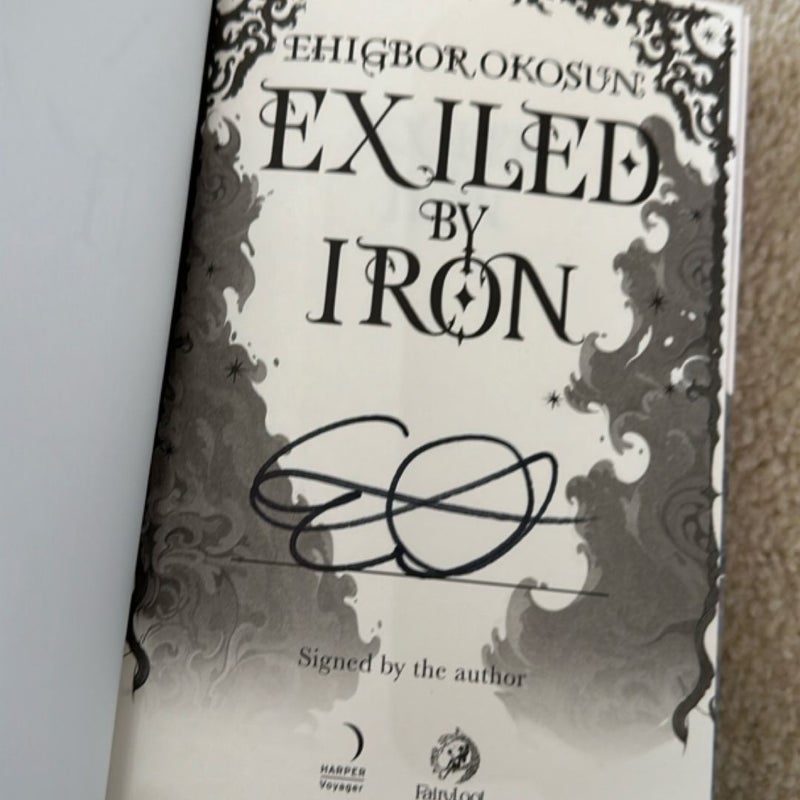 EHIGBOR OKOSUN
EXILED
BY
IRON
Signed by the author
HARPER
Voyager
FairyLoot